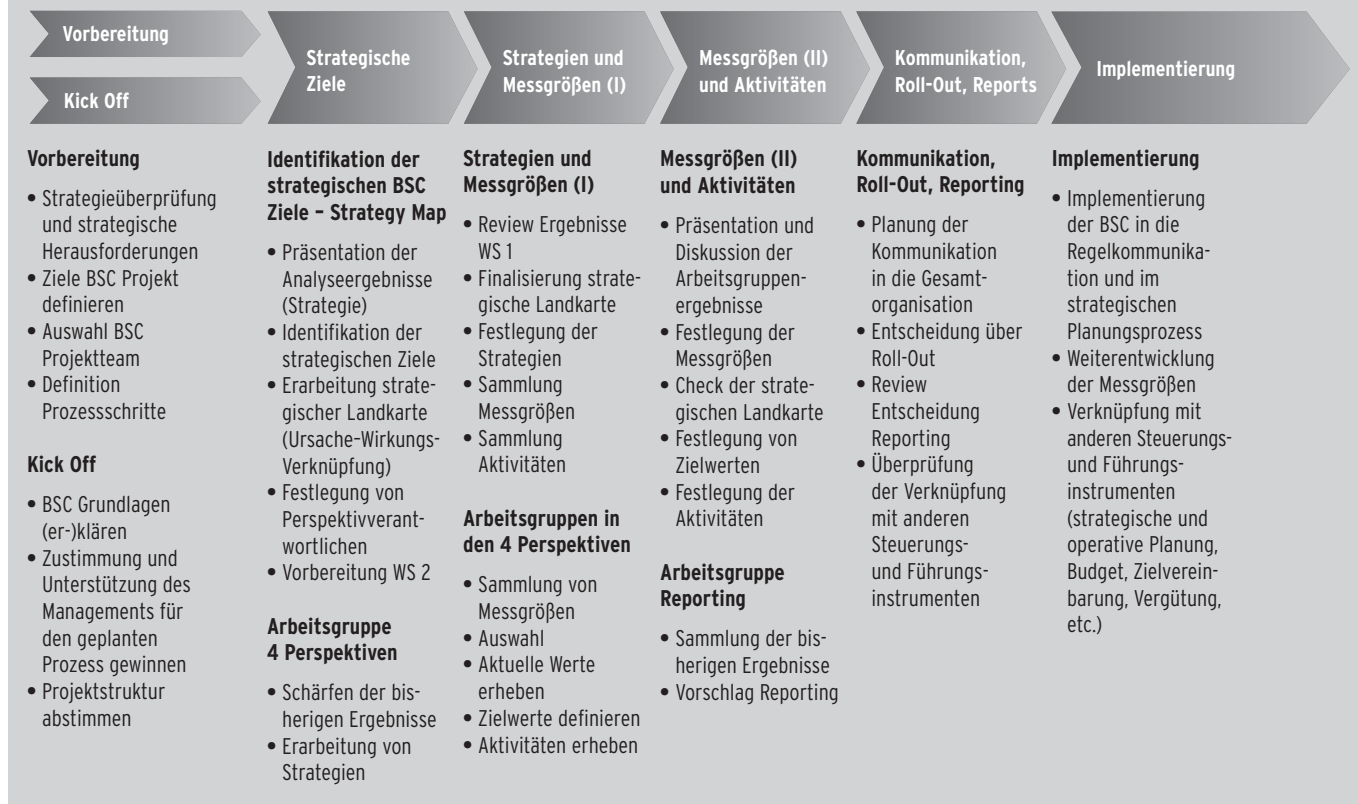 Vorbereitung
Kick Off
Strategische
Ziele
Strategien und
Messgrößen (I)
Messgrößen (II)
und Aktivitäten
Kommunikation,
Roll-Out, Reports
Implementierung
Vorbereitung
• Strategieüberprüfung
und strategische
Herausforderungen
• Ziele BSC Projekt
definieren
• Auswahl BSC
Projektteam
• Definition
Prozessschritte
Kick Off
• BSC Grundlagen
(er-)klären
• Zustimmung und
Unterstützung des
Managements für
den geplanten
Prozess gewinnen
• Projektstruktur
abstimmen
Identifikation der
strategischen BSC
Ziele – Strategy Map
• Präsentation der
Analyseergebnisse
(Strategie)
• Identifikation der
strategischen Ziele
• Erarbeitung strate-
gischer Landkarte
(Ursache-Wirkungs-
Verknüpfung)
• Festlegung von
Perspektivverant-
wortlichen
• Vorbereitung WS 2
Arbeitsgruppe
4 Perspektiven
• Schärfen der bis-
herigen Ergebnisse
• Erarbeitung von
Strategien
Strategien und
Messgrößen (I)
• Review Ergebnisse
WS 1
• Finalisierung strate-
gische Landkarte
• Festlegung der
Strategien
• Sammlung
Messgrößen
• Sammlung
Aktivitäten
Arbeitsgruppen in
den 4 Perspektiven
• Sammlung von
Messgrößen
• Auswahl
• Aktuelle Werte
erheben
• Zielwerte definieren
• Aktivitäten erheben
Messgrößen (II)
und Aktivitäten
• Präsentation und
Diskussion der
Arbeitsgruppen-
ergebnisse
• Festlegung der
Messgrößen
• Check der strate-
gischen Landkarte
• Festlegung von
Zielwerten
• Festlegung der
Aktivitäten
Arbeitsgruppe
Reporting
• Sammlung der bis-
herigen Ergebnisse
• Vorschlag Reporting
Kommunikation,
Roll-Out, Reporting
• Planung der
Kommunikation
in die Gesamt-
organisation
• Entscheidung über
Roll-Out
• Review
Entscheidung
Reporting
• Überprüfung
der Verknüpfung
mit anderen
Steuerungs-
und Führungs-
instrumenten
Implementierung
• Implementierung
der BSC in die
Regelkommunika-
tion und im
strategischen
Planungsprozess
• Weiterentwicklung
der Messgrößen
• Verknüpfung mit
anderen Steuerungs-
und Führungs-
instrumenten
(strategische und
operative Planung,
Budget, Zielverein-
barung, Vergütung,
etc.)